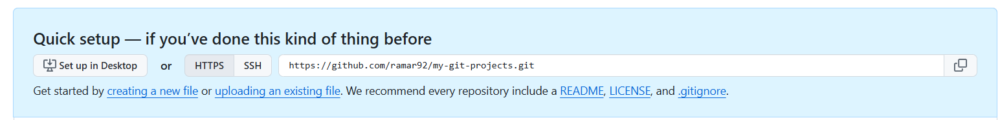 Quick setup — if you’ve done this kind of thing before
Set up in Desktop or HTTPS SSH https://github.com/ramar92/my-git-projects.git
Get started by creating a new file or uploading an existing file. We recommend every repository include a README, LICENSE, and .gitignore.